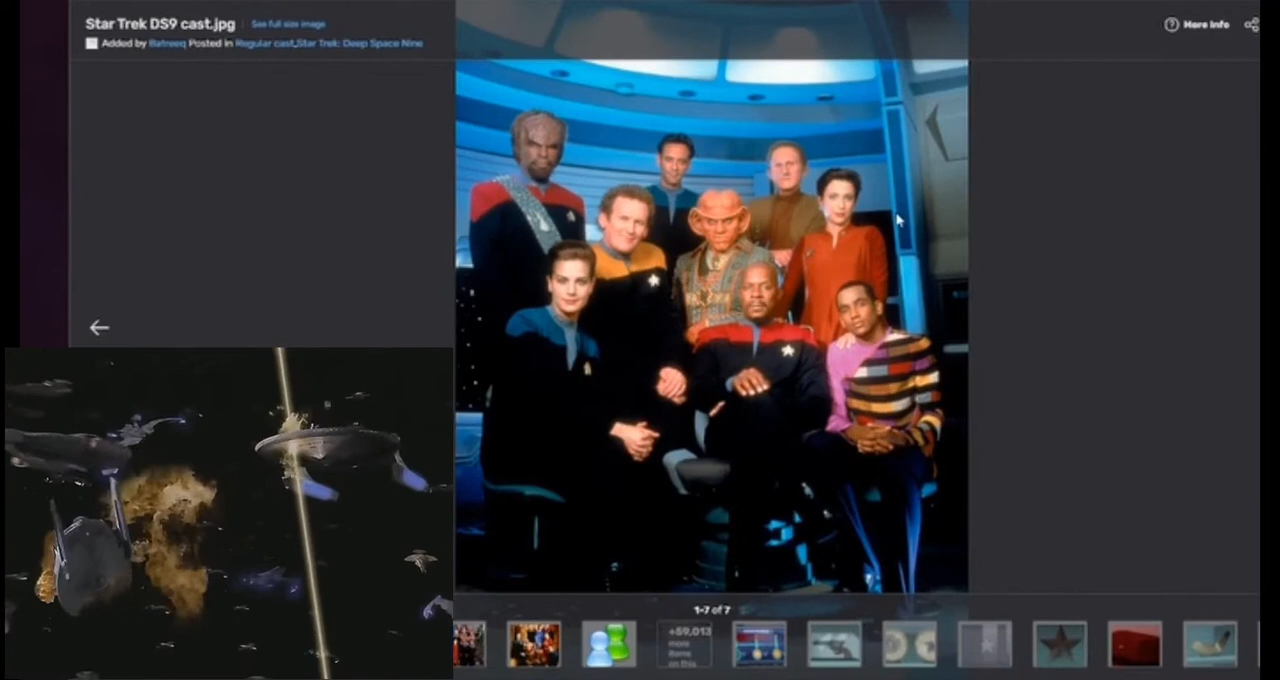 Star Trek DS9 cast.jpg
See full size image
More Info
Added by Batreeq Posted in Regular cast,Star Trek: Deep Space Nine
1-7 of 7
+59,013
more
items
on this